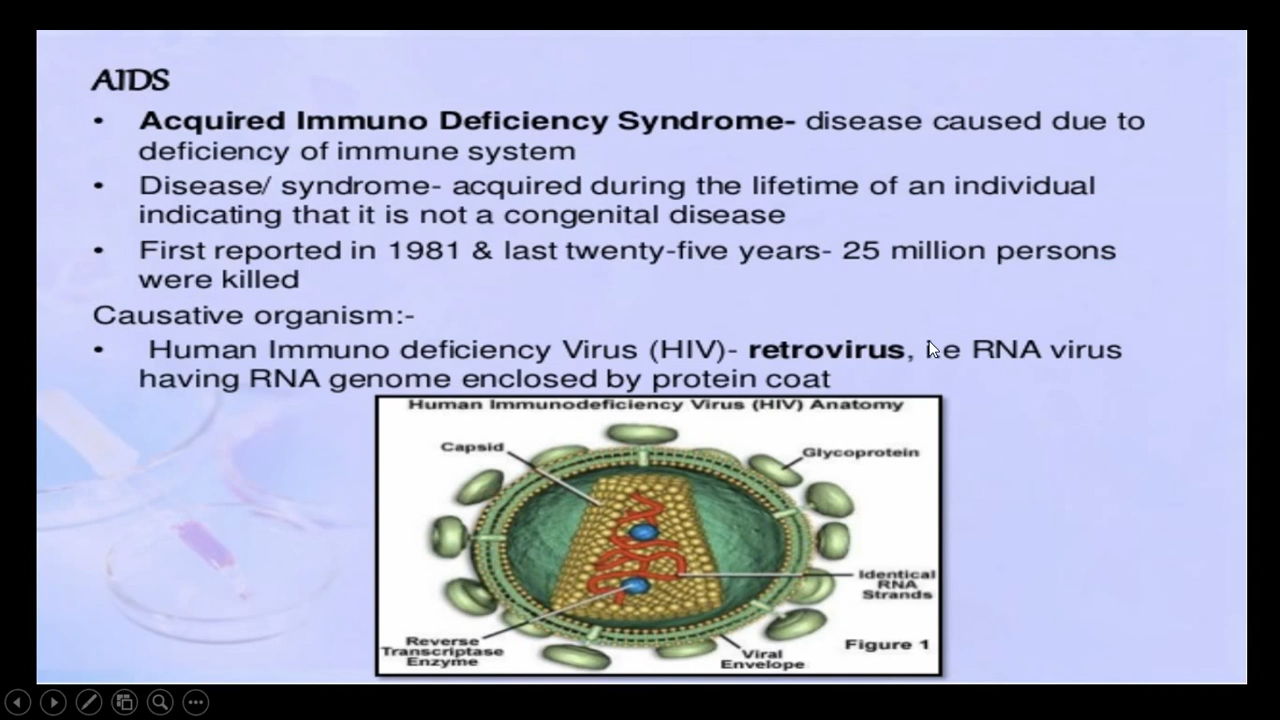 AIDS
• Acquired Immuno Deficiency Syndrome- disease caused due to
deficiency of immune system
• Disease/ syndrome- acquired during the lifetime of an individual
indicating that it is not a congenital disease
• First reported in 1981 & last twenty-five years- 25 million persons
were killed
Causative organism:-
• Human Immuno deficiency Virus (HIV)- retrovirus, RNA virus
having RNA genome enclosed by protein coat
Human Immunodeficiency Virus (HIV) Anatomy
Capsid
Glycoprotein
Identical
RNA
Strands
Reverse
Transcriptase
Enzyme
Viral
Envelope
Figure 1